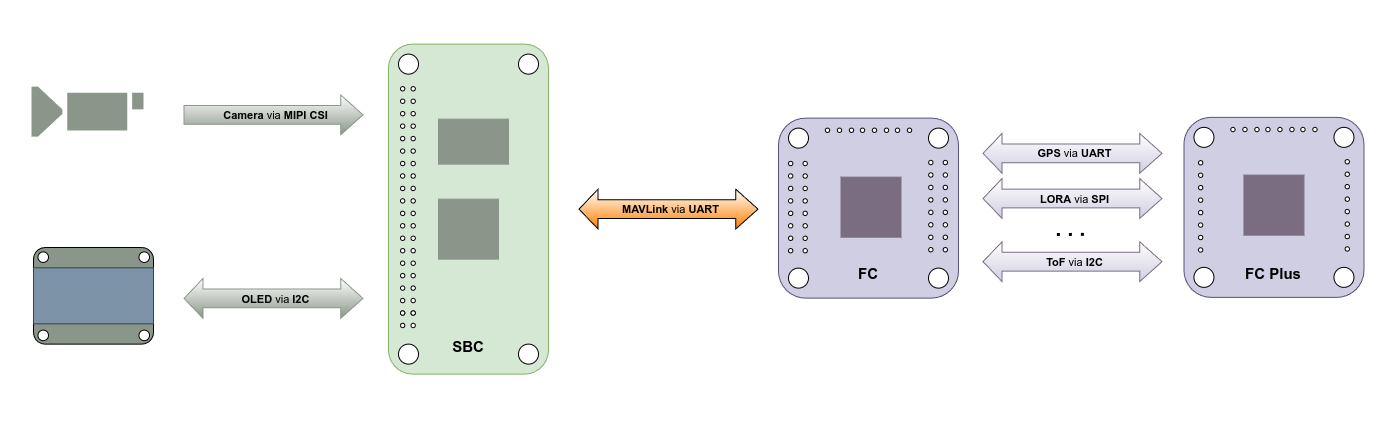 Camera via MIPI CSI
OLED via I2C
SBC
MAVLink via UART
FC
GPS via UART
LORA via SPI
. . .
ToF via I2C
FC Plus